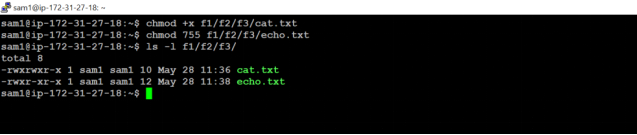 sam1@ip-172-31-27-18: ~
sam1@ip-172-31-27-18:~$ chmod +x f1/f2/f3/cat.txt
sam1@ip-172-31-27-18:~$ chmod 755 f1/f2/f3/echo.txt
sam1@ip-172-31-27-18:~$ ls -l f1/f2/f3/
total 8
-rwxrwxr-x 1 sam1 sam1 10 May 28 11:36 cat.txt
-rwxr-xr-x 1 sam1 sam1 12 May 28 11:38 echo.txt
sam1@ip-172-31-27-18:~$